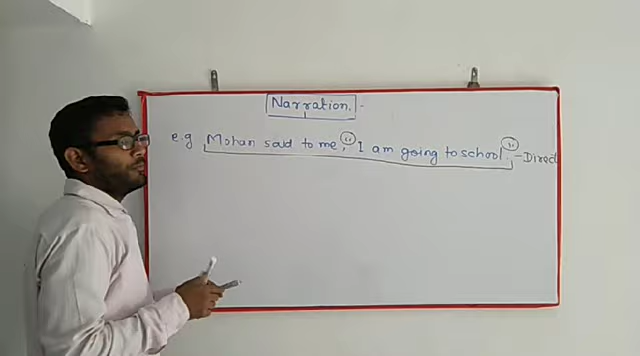 Narration. -
e.g Mohan said to me, "I am going to school." - Direct